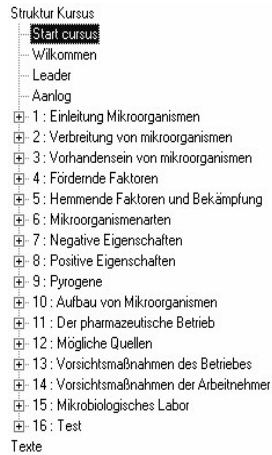 Struktur Kursus
Start cursus
Wilkommen
Leader
Aanlog
1 : Einleitung Mikroorganismen
2 : Verbreitung von mikroorganismen
3 : Vorhandensein von mikroorganismen
4 : Fördernde Faktoren
5 : Hemmende Faktoren und Bekämpfung
6 : Mikroorganismenarten
7 : Negative Eigenschaften
8 : Positive Eigenschaften
9 : Pyrogene
10 : Aufbau von Mikroorganismen
11 : Der pharmazeutische Betrieb
12 : Mögliche Quellen
13 : Vorsichtsmaßnahmen des Betriebes
14 : Vorsichtsmaßnahmen der Arbeitnehmer
15 : Mikrobiologisches Labor
16 : Test
Texte